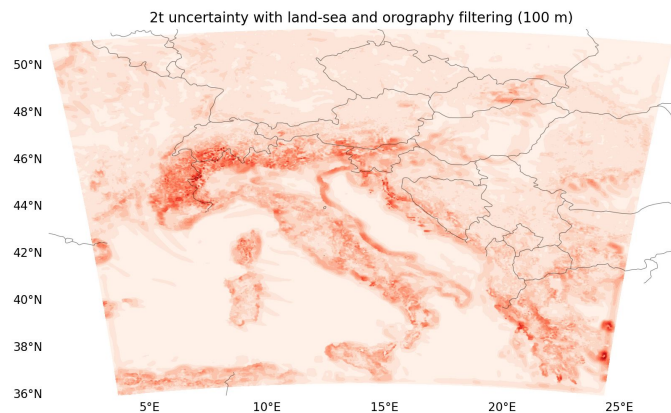 2t uncertainty with land-sea and orography filtering (100 m)
50°N
48°N
46°N
44°N
42°N
40°N
38°N
36°N
5°E 10°E 15°E 20°E 25°E